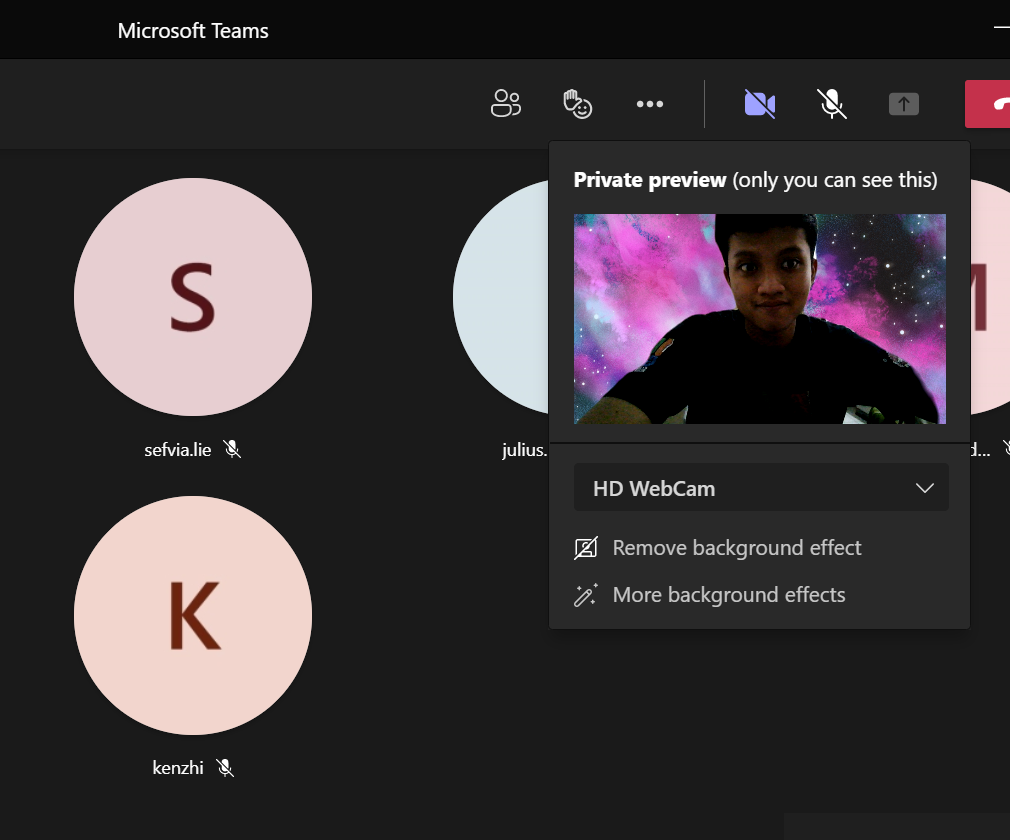 Microsoft Teams
Private preview (only you can see this)
S
sefvia.lie
julius.
d...
HD WebCam
Remove background effect
More background effects
K
kenzhi